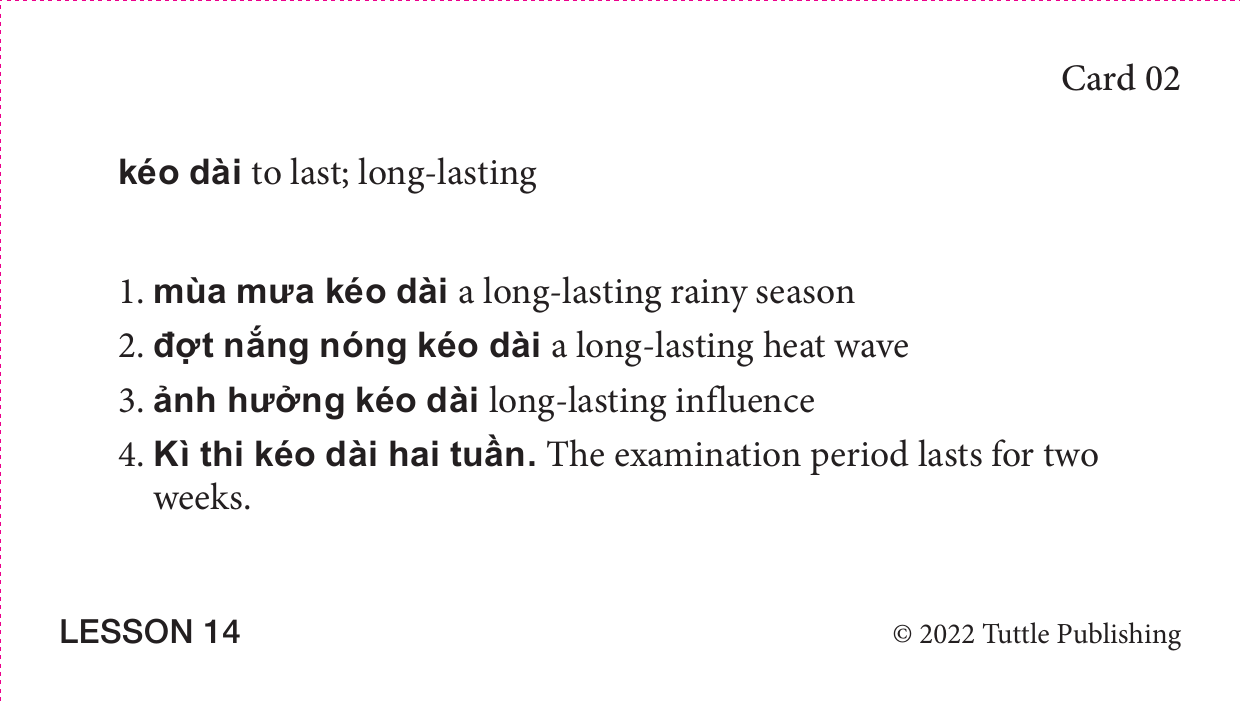 Card 02
kéo dài to last; long-lasting
1. mùa mưa kéo dài a long-lasting rainy season
2. đợt nắng nóng kéo dài a long-lasting heat wave
3. ảnh hưởng kéo dài long-lasting influence
4. Kì thi kéo dài hai tuần. The examination period lasts for two
weeks.
LESSON 14
© 2022 Tuttle Publishing